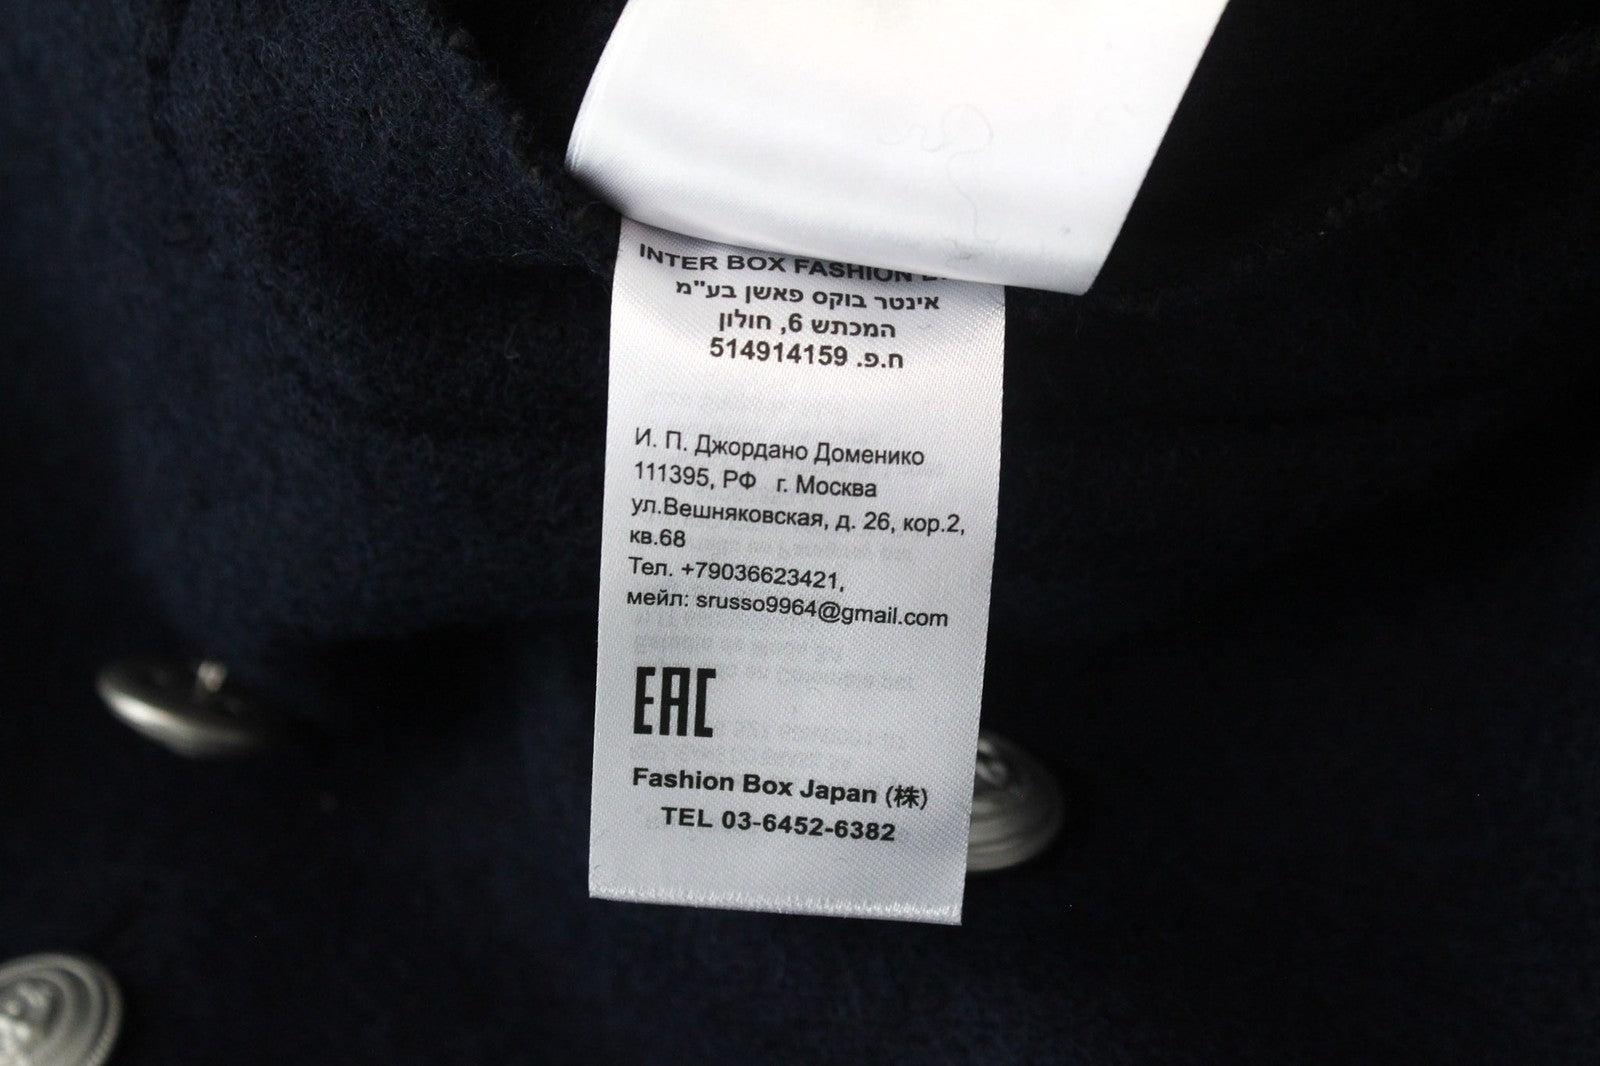 INTER BOX FASHION
אינטר בוקס פאשן בע"מ
המכתש 6, חולון
ח.פ. 514914159
И. П. Джордано Доменико
111395, РФ г. Москва
ул.Вешняковская, д. 26, кор.2,
кв.68
Тел. +79036623421,
мейл: srusso9964@gmail.com
EAC
Fashion Box Japan (株)
TEL 03-6452-6382